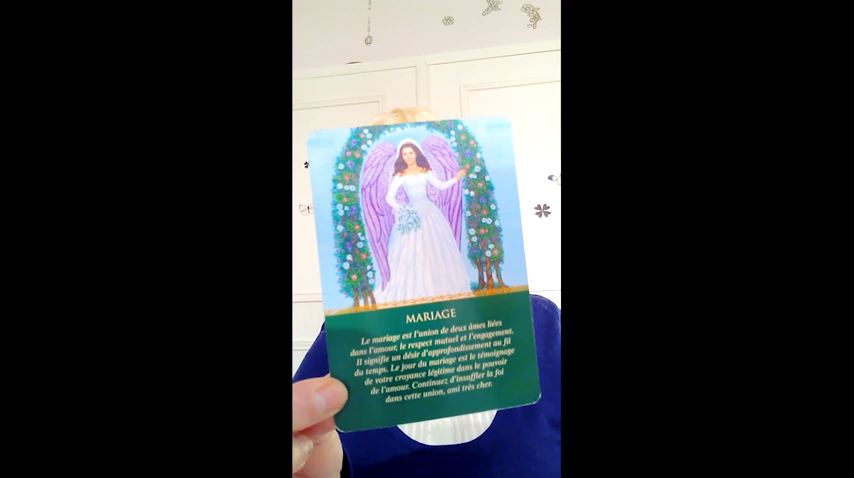 MARIAGE
Le mariage est l'union de deux âmes liées
dans l'amour, le respect mutuel et l'engagement.
Il signifie un désir d'approfondissement au fil
du temps. Le jour du mariage est le témoignage
de votre croyance légitime dans le pouvoir
de l'amour. Continuez d'insuffler la foi
dans cette union, ami très cher.